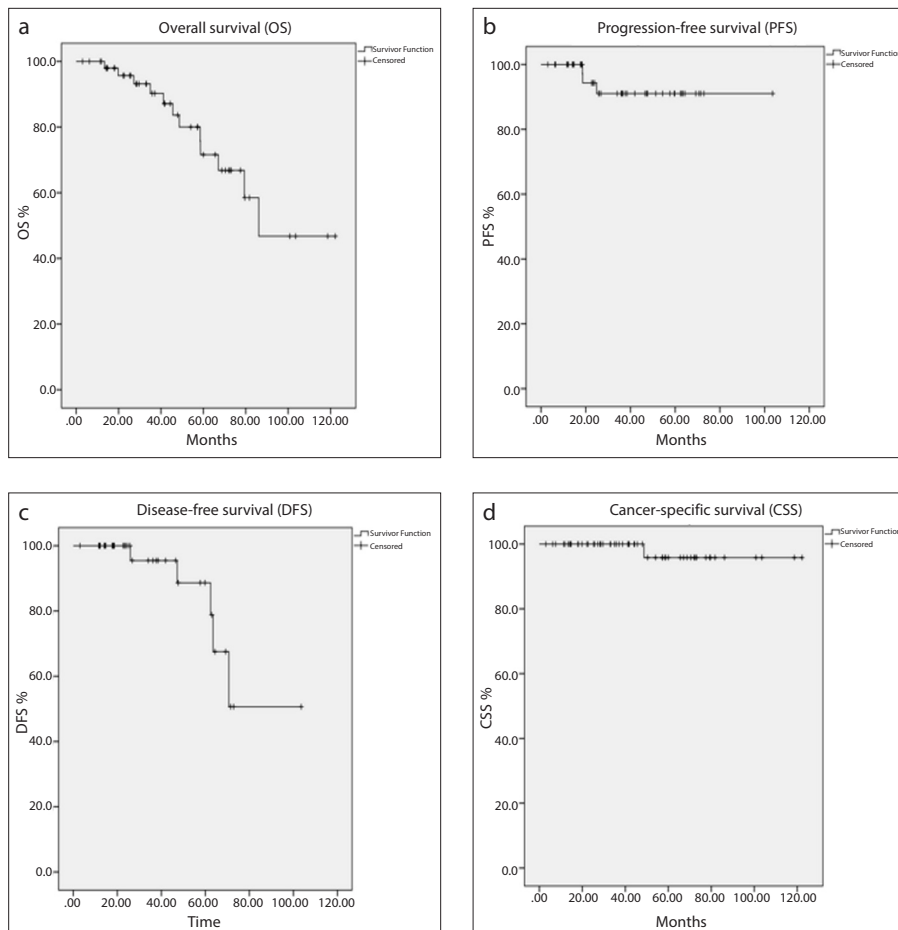 a
Overall survival (OS)
Survivor Function
Censored
100.0
80.0
60.0
40.0
20.0
0.0
OS %
.00 20.00 40.00 60.00 80.00 100.00 120.00
Months
b
Progression-free survival (PFS)
Survivor Function
Censored
100.0
80.0
60.0
40.0
20.0
0.0
PFS %
.00 20.00 40.00 60.00 80.00 100.00 120.00
Months
c
Disease-free survival (DFS)
Survivor Function
Censored
100.0
80.0
60.0
40.0
20.0
0.0
DFS %
.00 20.00 40.00 60.00 80.00 100.00 120.00
Time
d
Cancer-specific survival (CSS)
Survivor Function
Censored
100.0
80.0
60.0
40.0
20.0
0.0
CSS %
.00 20.00 40.00 60.00 80.00 100.00 120.00
Months